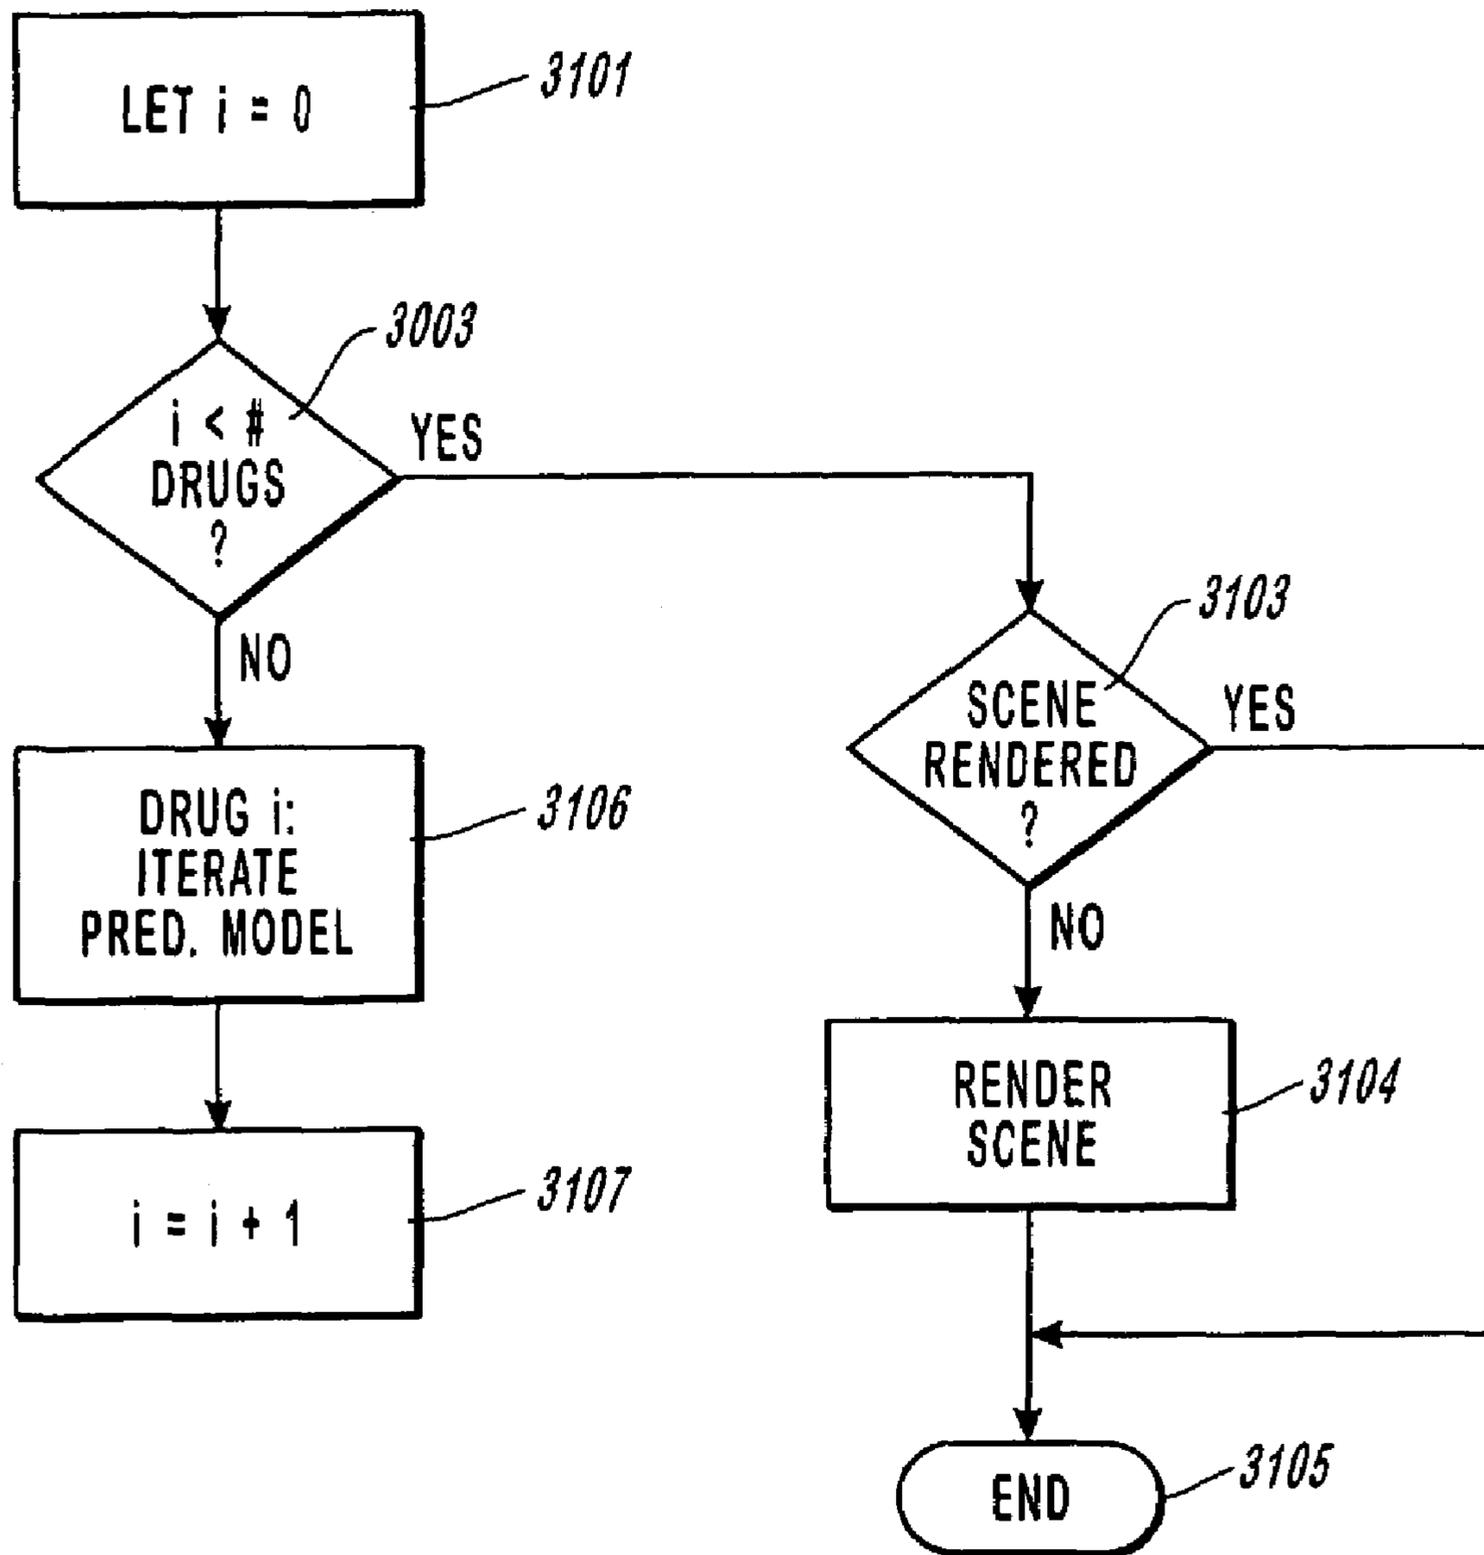 LET i = 0
3101
3003
i < #
DRUGS
?
YES
NO
3103
SCENE
RENDERED
?
YES
NO
DRUG i:
ITERATE
PRED. MODEL
3106
RENDER
SCENE
3104
i = i + 1
3107
END
3105